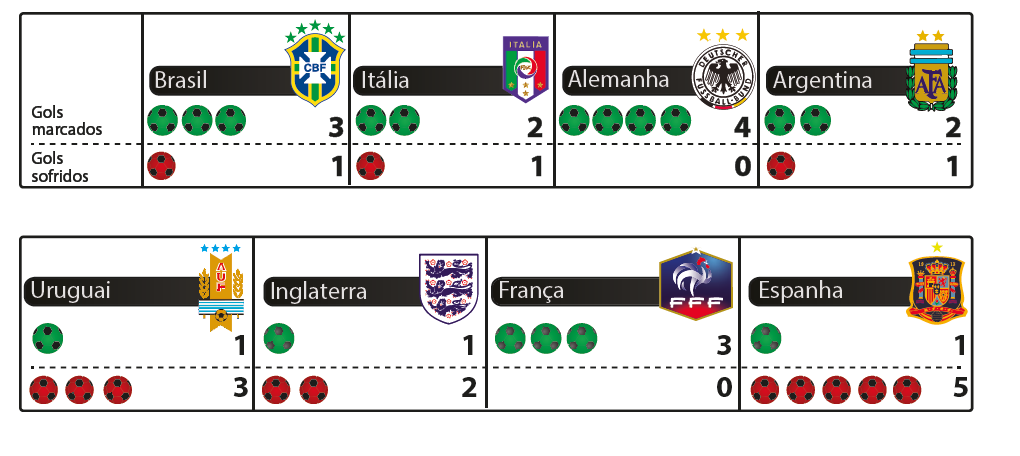 Brasil
CBF
Itália
ITALIA
FIGC
Alemanha
DEUTSCHER
FUSSBALL-BUND
Argentina
AFA
Gols
marcados
3
2
4
2
Gols
sofridos
1
1
0
1
Uruguai
AUF
Inglaterra
França
FFF
Espanha
1
1
3
1
3
2
0
5